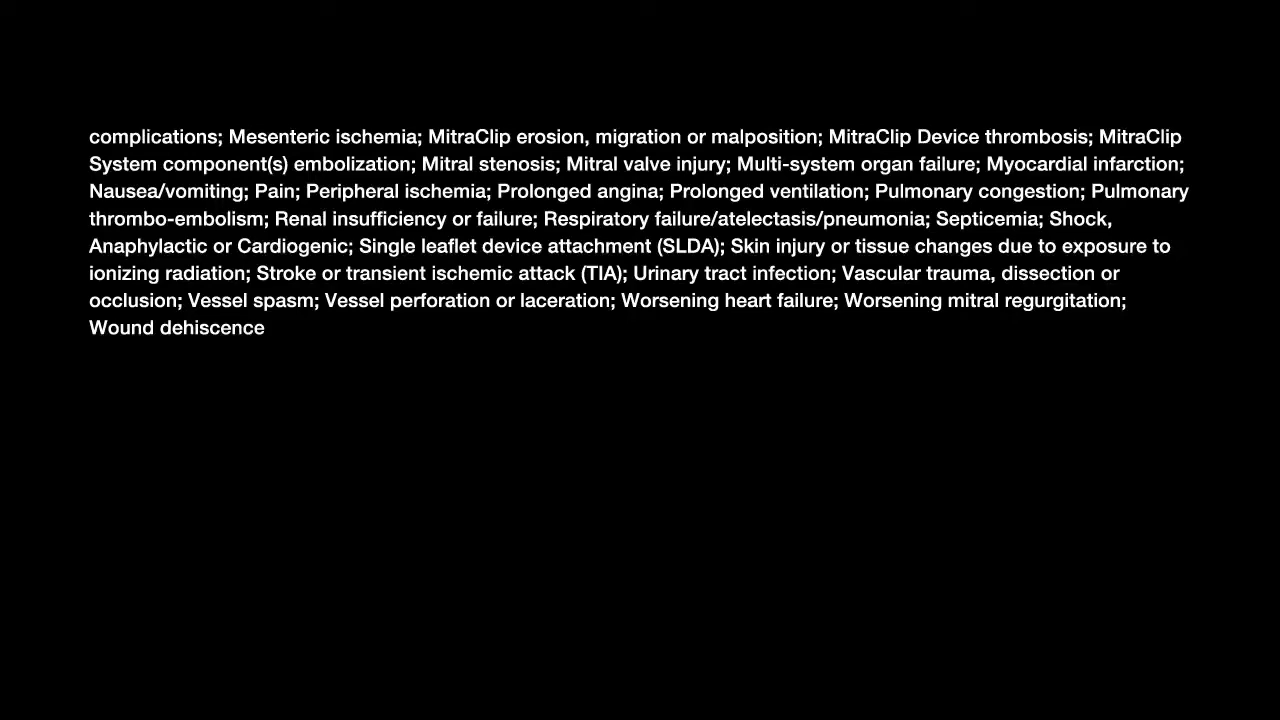 complications; Mesenteric ischemia; MitraClip erosion, migration or malposition; MitraClip Device thrombosis; MitraClip
System component(s) embolization; Mitral stenosis; Mitral valve injury; Multi-system organ failure; Myocardial infarction;
Nausea/vomiting; Pain; Peripheral ischemia; Prolonged angina; Prolonged ventilation; Pulmonary congestion; Pulmonary
thrombo-embolism; Renal insufficiency or failure; Respiratory failure/atelectasis/pneumonia; Septicemia; Shock,
Anaphylactic or Cardiogenic; Single leaflet device attachment (SLDA); Skin injury or tissue changes due to exposure to
ionizing radiation; Stroke or transient ischemic attack (TIA); Urinary tract infection; Vascular trauma, dissection or
occlusion; Vessel spasm; Vessel perforation or laceration; Worsening heart failure; Worsening mitral regurgitation;
Wound dehiscence